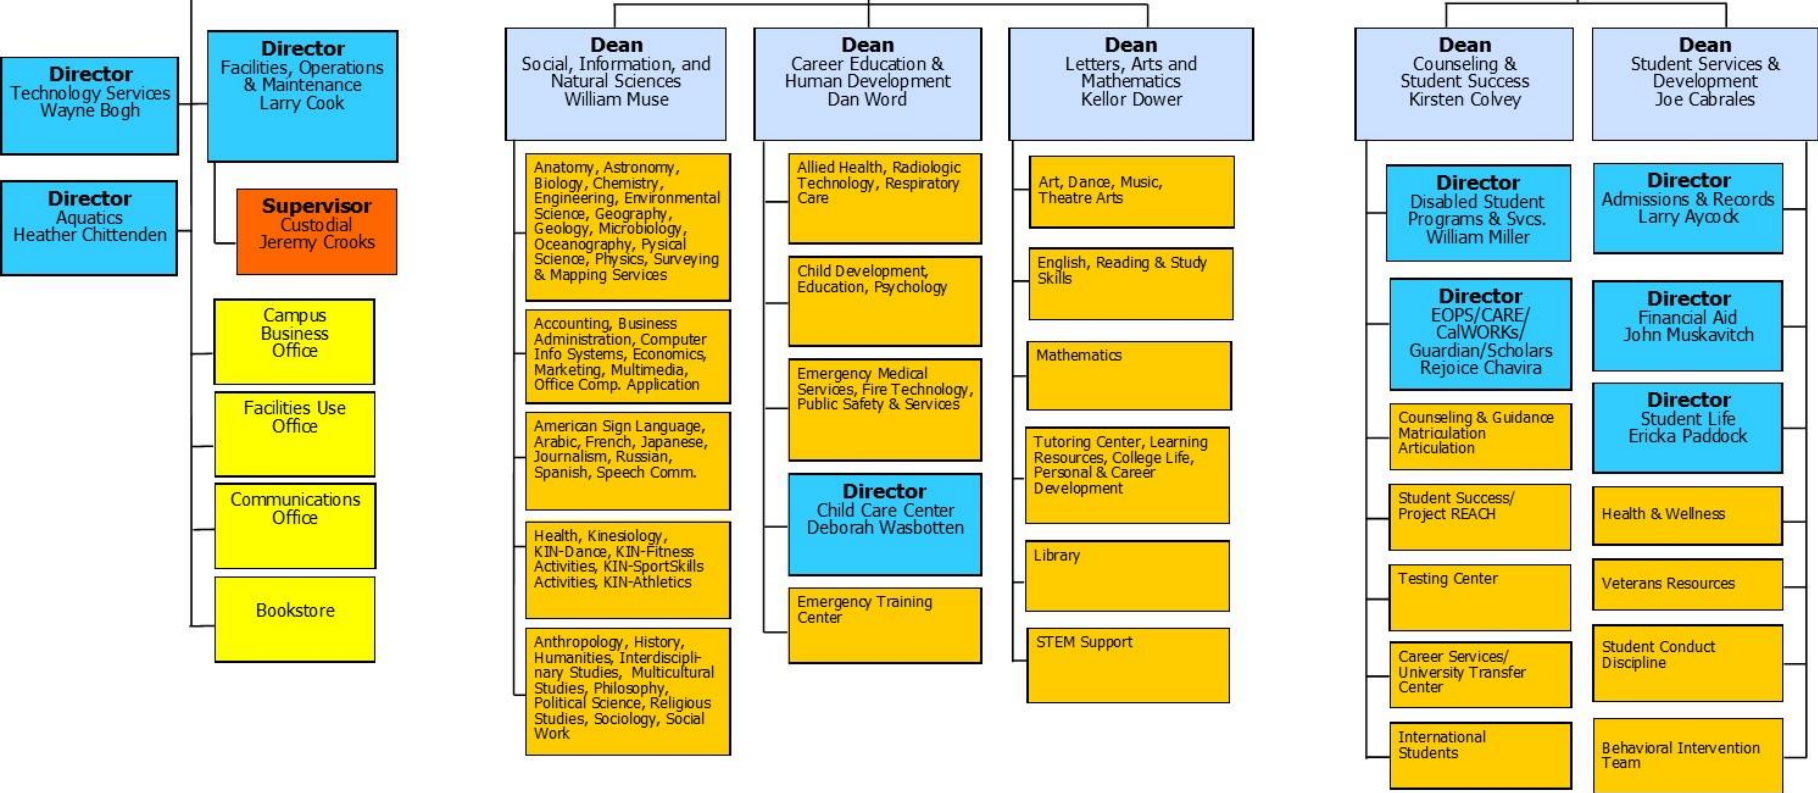 Director
Technology Services
Wayne Bogh
Director
Aquatics
Heather Chittenden
Director
Facilities, Operations
& Maintenance
Larry Cook
Supervisor
Custodial
Jeremy Crooks
Campus
Business
Office
Facilities Use
Office
Communications
Office
Bookstore
Dean
Social, Information, and
Natural Sciences
William Muse
Anatomy, Astronomy,
Biology, Chemistry,
Engineering, Environmental
Science, Geography,
Geology, Microbiology,
Oceanography, Pysical
Science, Physics, Surveying
& Mapping Services
Accounting, Business
Administration, Computer
Info Systems, Economics,
Marketing, Multimedia,
Office Comp. Application
American Sign Language,
Arabic, French, Japanese,
Journalism, Russian,
Spanish, Speech Comm.
Health, Kinesiology,
KIN-Dance, KIN-Fitness
Activities, KIN-SportSkills
Activities, KIN-Athletics
Anthropology, History,
Humanities, Interdiscipli-
nary Studies, Multicultural
Studies, Philosophy,
Political Science, Religious
Studies, Sociology, Social
Work
Dean
Career Education &
Human Development
Dan Word
Allied Health, Radiologic
Technology, Respiratory
Care
Child Development,
Education, Psychology
Emergency Medical
Services, Fire Technology,
Public Safety & Services
Director
Child Care Center
Deborah Wasbotten
Emergency Training
Center
Dean
Letters, Arts and
Mathematics
Kellor Dower
Art, Dance, Music,
Theatre Arts
English, Reading & Study
Skills
Mathematics
Tutoring Center, Learning
Resources, College Life,
Personal & Career
Development
Library
STEM Support
Dean
Counseling &
Student Success
Kirsten Colvey
Director
Disabled Student
Programs & Svcs.
William Miller
Director
EOPS/CARE/
CalWORKs/
Guardian/Scholars
Rejoice Chavira
Counseling & Guidance
Matriculation
Articulation
Student Success/
Project REACH
Testing Center
Career Services/
University Transfer
Center
International
Students
Dean
Student Services &
Development
Joe Cabrales
Director
Admissions & Records
Larry Aycock
Director
Financial Aid
John Muskavitch
Director
Student Life
Ericka Paddock
Health & Wellness
Veterans Resources
Student Conduct
Discipline
Behavioral Intervention
Team